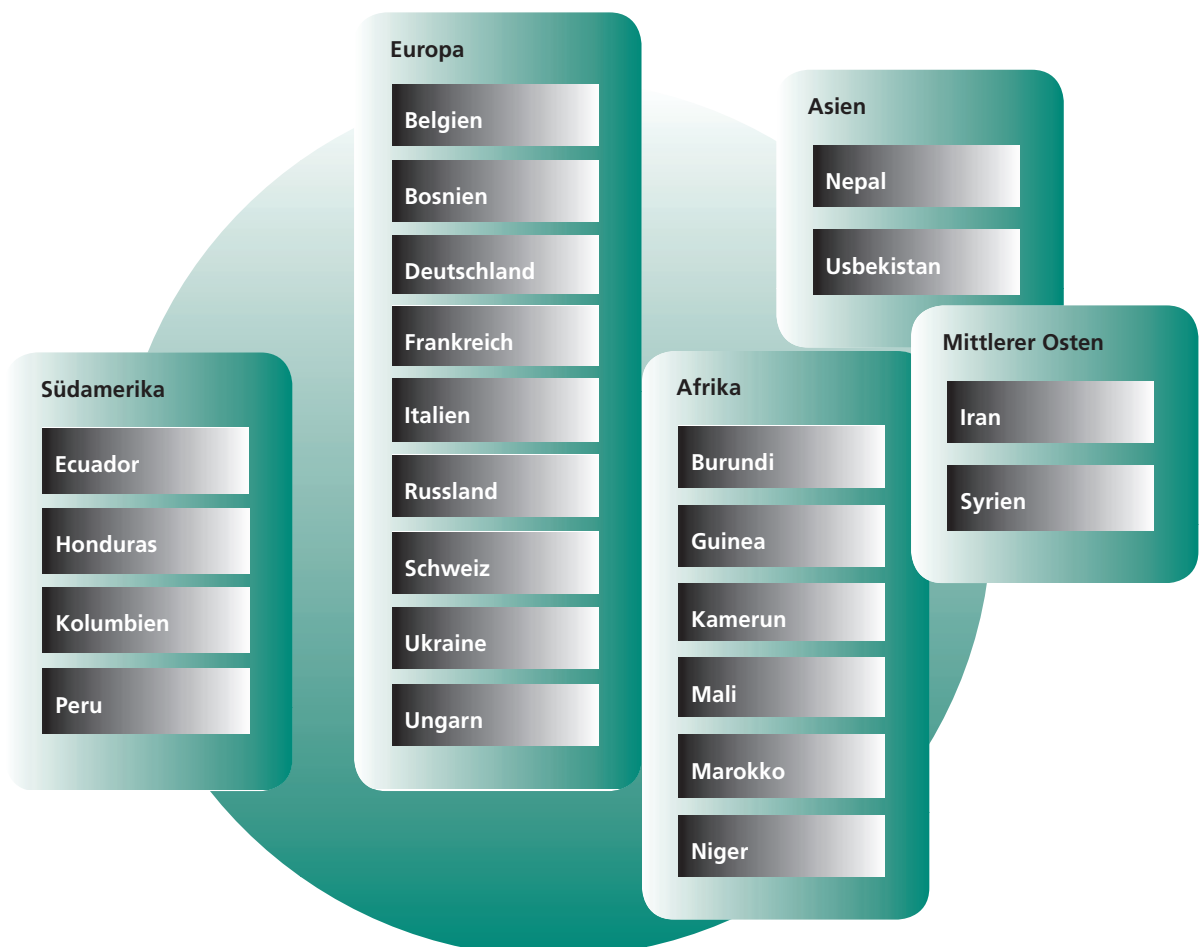 Europa
Belgien
Bosnien
Deutschland
Frankreich
Italien
Russland
Schweiz
Ukraine
Ungarn
Asien
Nepal
Usbekistan
Mittlerer Osten
Iran
Syrien
Südamerika
Ecuador
Honduras
Kolumbien
Peru
Afrika
Burundi
Guinea
Kamerun
Mali
Marokko
Niger